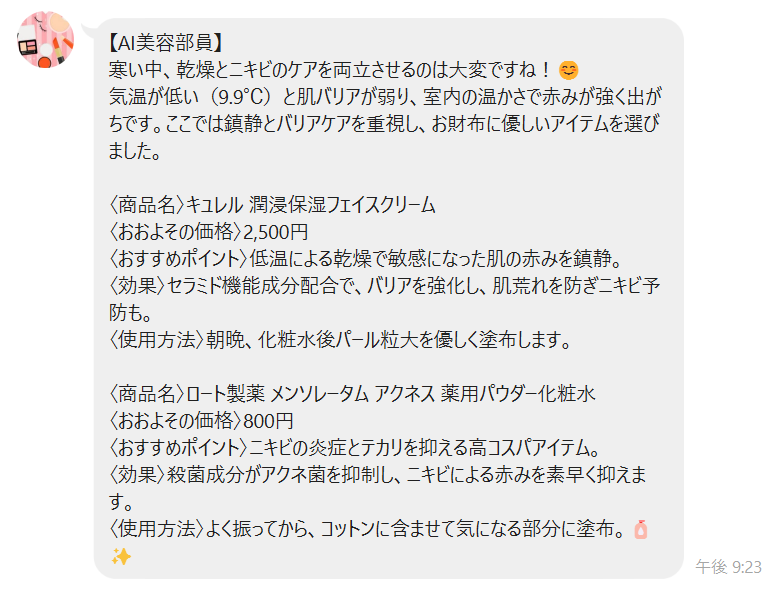 【AI美容部員】
寒い中、乾燥とニキビのケアを両立させるのは大変ですね！😊
気温が低い（9.9℃）と肌バリアが弱り、室内の温かさで赤みが強く出が
ちです。ここでは鎮静とバリアケアを重視し、お財布に優しいアイテムを選び
ました。
〈商品名〉キュレル 潤浸保湿フェイスクリーム
〈おおよその価格〉2,500円
〈おすすめポイント〉低温による乾燥で敏感になった肌の赤みを鎮静。
〈効果〉セラミド機能成分配合で、バリアを強化し、肌荒れを防ぎニキビ予
防も。
〈使用方法〉朝晩、化粧水後パール粒大を優しく塗布します。
〈商品名〉ロート製薬 メンソレータム アクネス 薬用パウダー化粧水
〈おおよその価格〉800円
〈おすすめポイント〉ニキビの炎症とテカリを抑える高コスパアイテム。
〈効果〉殺菌成分がアクネ菌を抑制し、ニキビによる赤みを素早く抑えま
す。
〈使用方法〉よく振ってから、コットンに含ませて気になる部分に塗布。🧴
✨
午後 9:23